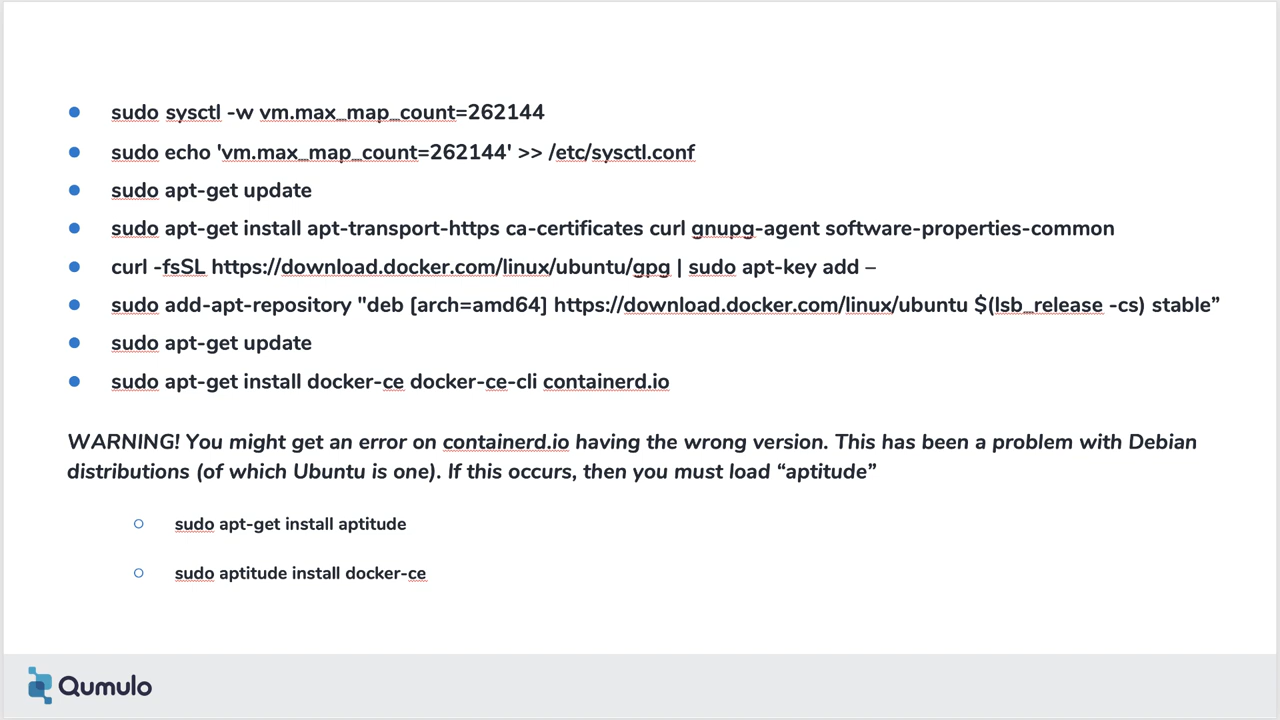 sudo sysctl -w vm.max_map_count=262144
sudo echo 'vm.max_map_count=262144' >> /etc/sysctl.conf
sudo apt-get update
sudo apt-get install apt-transport-https ca-certificates curl gnupg-agent software-properties-common
curl -fsSL https://download.docker.com/linux/ubuntu/gpg | sudo apt-key add –
sudo add-apt-repository "deb [arch=amd64] https://download.docker.com/linux/ubuntu $(lsb_release -cs) stable”
sudo apt-get update
sudo apt-get install docker-ce docker-ce-cli containerd.io
WARNING! You might get an error on containerd.io having the wrong version. This has been a problem with Debian
distributions (of which Ubuntu is one). If this occurs, then you must load “aptitude”
sudo apt-get install aptitude
sudo aptitude install docker-ce
Qumulo